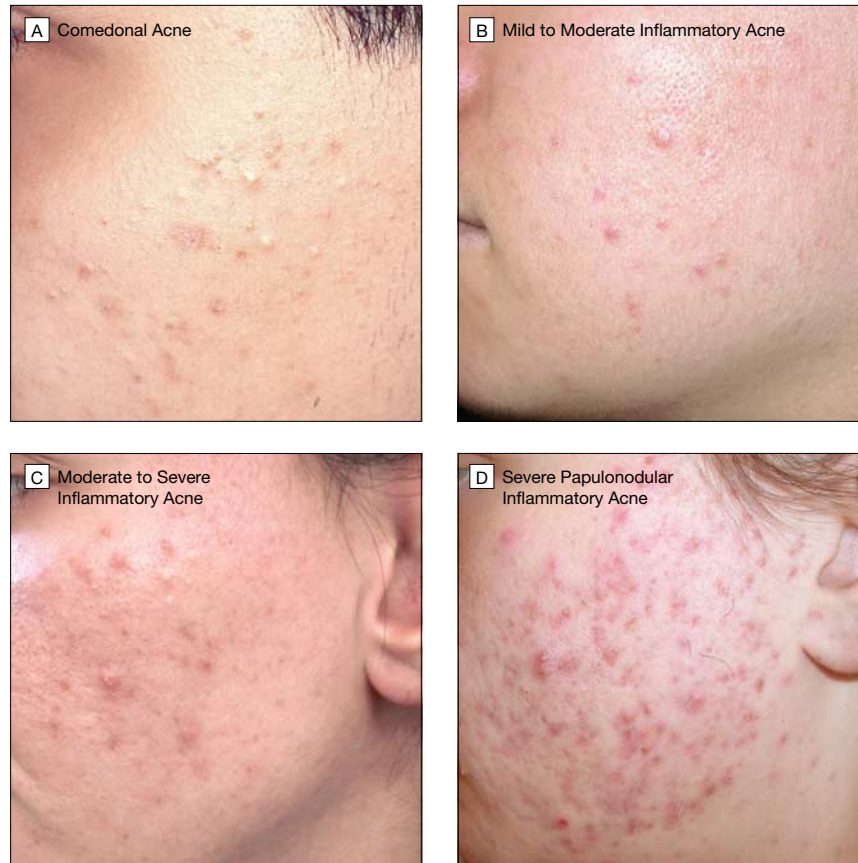 A Comedonal Acne
B Mild to Moderate Inflammatory Acne
C Moderate to Severe
Inflammatory Acne
D Severe Papulonodular
Inflammatory Acne